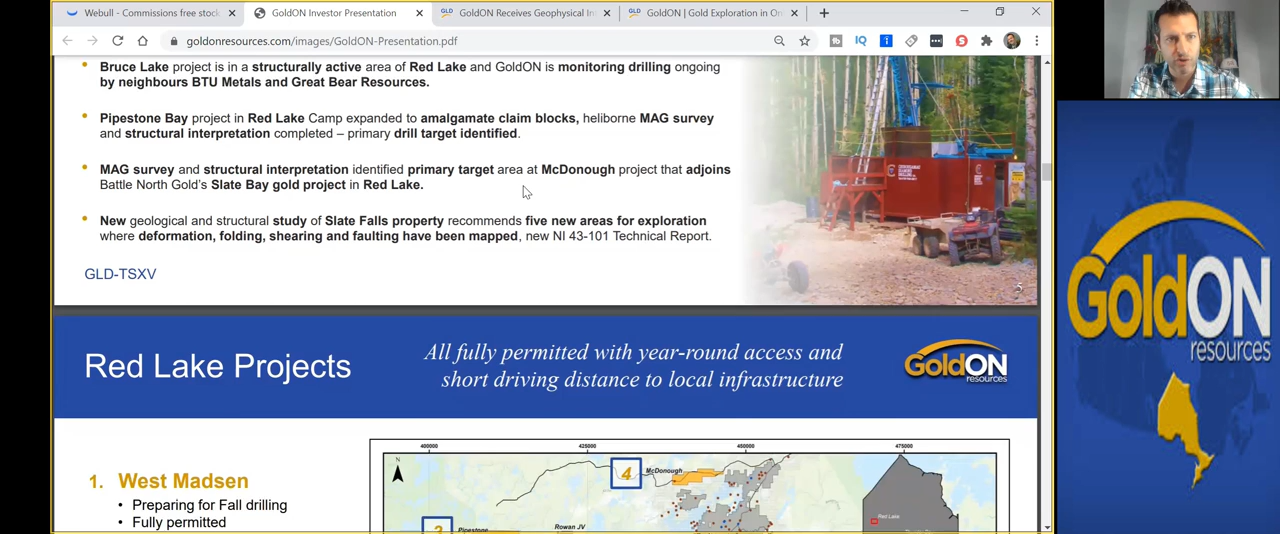 Webull - Commissions free stock
GoldON Investor Presentation
GoldON Receives Geophysical In
GoldON | Gold Exploration in On
goldonresources.com/images/GoldON-Presentation.pdf
IQ
• Bruce Lake project is in a structurally active area of Red Lake and GoldON is monitoring drilling ongoing
by neighbours BTU Metals and Great Bear Resources.
• Pipestone Bay project in Red Lake Camp expanded to amalgamate claim blocks, heliborne MAG survey
and structural interpretation completed – primary drill target identified.
• MAG survey and structural interpretation identified primary target area at McDonough project that adjoins
Battle North Gold's Slate Bay gold project in Red Lake.
• New geological and structural study of Slate Falls property recommends five new areas for exploration
where deformation, folding, shearing and faulting have been mapped, new NI 43-101 Technical Report.
GLD-TSXV
5
Red Lake Projects
All fully permitted with year-round access and
short driving distance to local infrastructure
GoldON
resources
400000
425000
450000
475000
N
4
McDonough
1. West Madsen
• Preparing for Fall drilling
• Fully permitted
Pipestone
Rowan JV
Red Lake
GoldON
resources